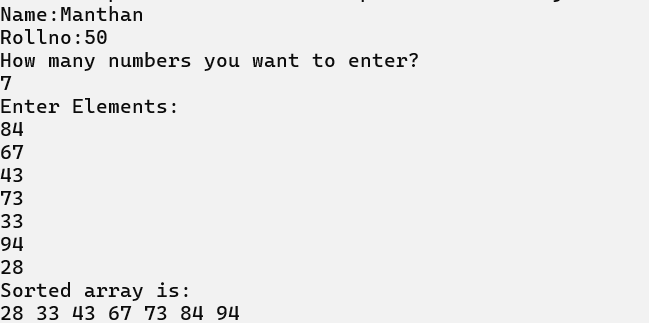 Name:Manthan
Rollno:50
How many numbers you want to enter?
7
Enter Elements:
84
67
43
73
33
94
28
Sorted array is:
28 33 43 67 73 84 94